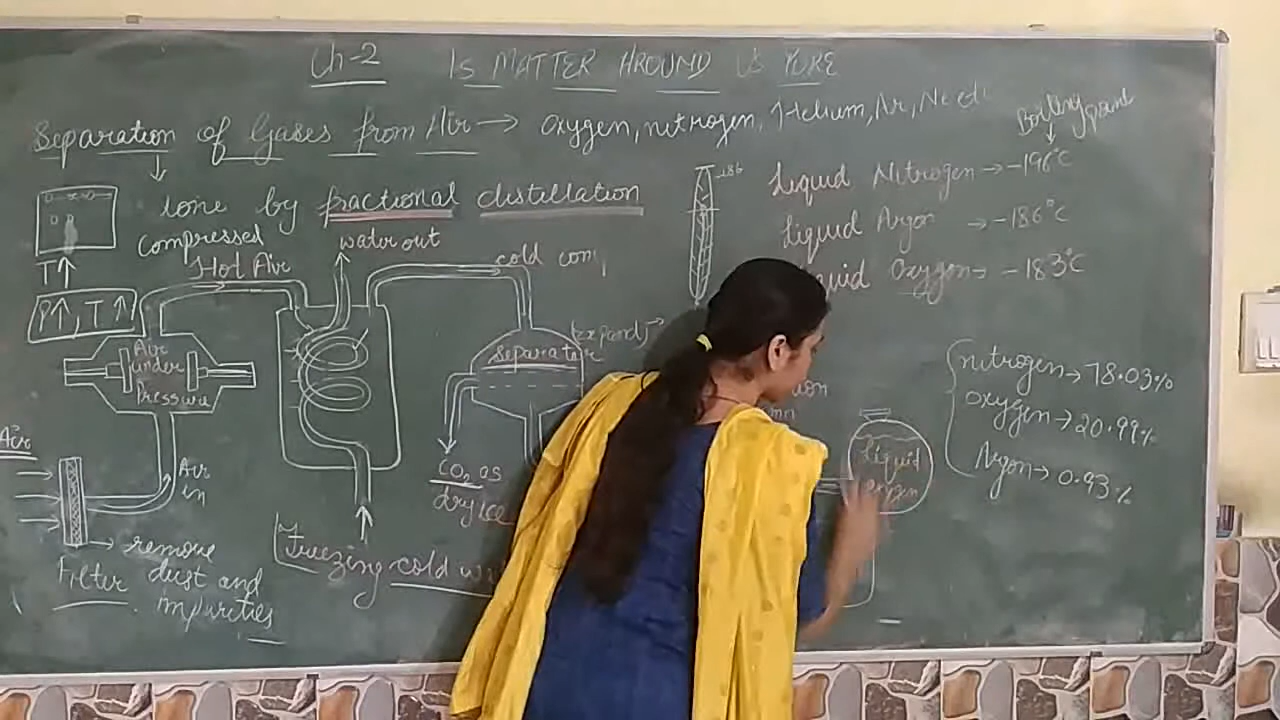 Ch-2 IS MATTER AROUND US PURE
Separation of Gases from Air → Oxygen, nitrogen, Helium, Ar, Ne etc
Boiling point
↓
Done by fractional distillation
T↑
P↑, T↑
compressed
Hot Air
water out
cold com
-186
Liquid Nitrogen → -196°C
Liquid Argon → -186°C
quid Oxygen → -183°C
Air under Pressure
Separator
(expand) →
CO2 as
dry ice
Air
Air in
→ remove
dust and
impurities
Filter
Freezing cold
Liquid
oxygen
nitrogen → 78.03%
oxygen → 20.99%
Argon → 0.93%